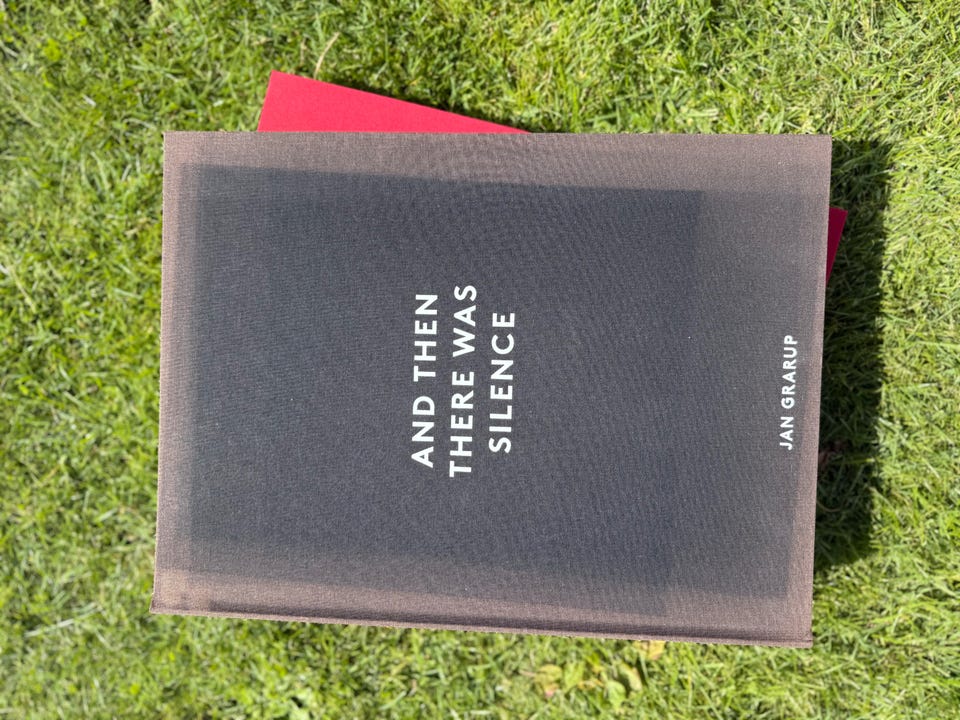 AND THEN
THERE WAS
SILENCE
JAN GRARUP